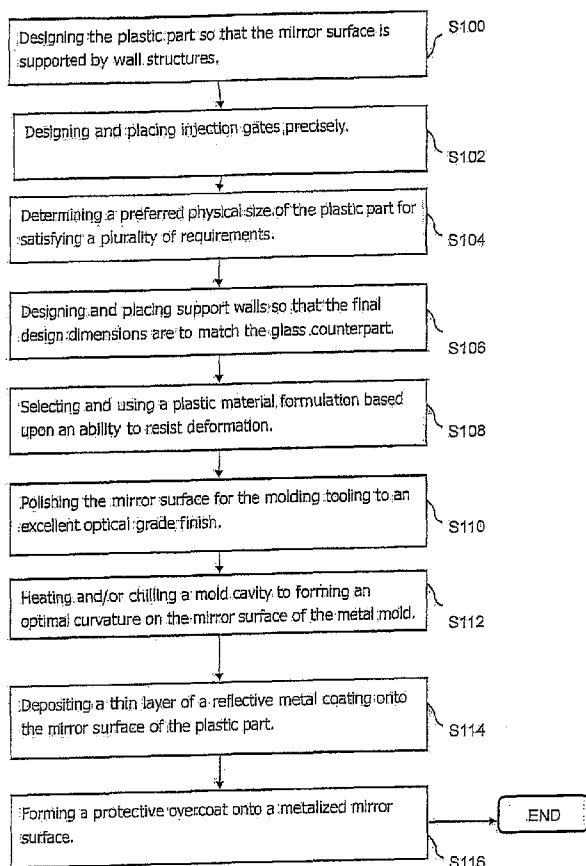 Designing the plastic part so that the mirror surface is
supported by wall structures.
S100
Designing and placing injection gates precisely.
S102
Determining a preferred physical size of the plastic part for
satisfying a plurality of requirements.
S104
Designing and placing support walls so that the final
design dimensions are to match the glass counterpart.
S106
Selecting and using a plastic material formulation based
upon an ability to resist deformation.
S108
Polishing the mirror surface for the molding tooling to an
excellent optical grade finish.
S110
Heating and/or chilling a mold cavity to forming an
optimal curvature on the mirror surface of the metal mold.
S112
Depositing a thin layer of a reflective metal coating onto
the mirror surface of the plastic part.
S114
Forming a protective overcoat onto a metalized mirror
surface.
END
S116